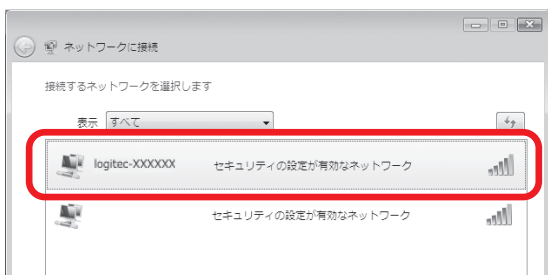 ネットワークに接続
接続するネットワークを選択します
表示 すべて
logitec-XXXXXX セキュリティの設定が有効なネットワーク
セキュリティの設定が有効なネットワーク